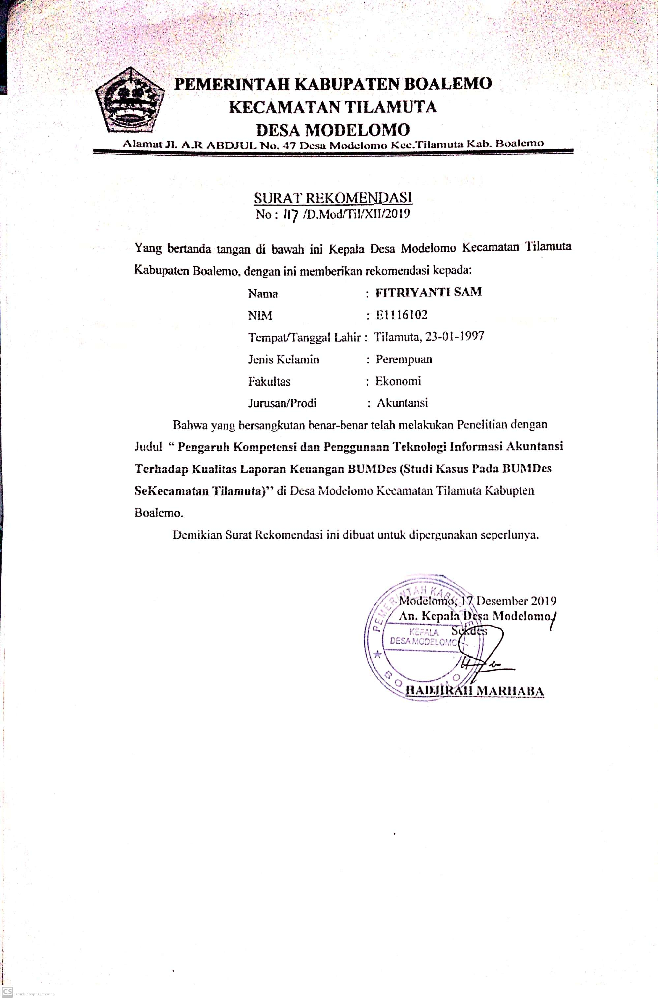 PEMERINTAH KABUPATEN BOALEMO
KECAMATAN TILAMUTA
DESA MODELOMO
Alamat Jl. A.R ABDJUL No. 47 Desa Modelomo Kec.Tilamuta Kab. Boalemo
SURAT REKOMENDASI
No : 117 /D.Mod/Til/XII/2019
Yang bertanda tangan di bawah ini Kepala Desa Modelomo Kecamatan Tilamuta
Kabupaten Boalemo, dengan ini memberikan rekomendasi kepada:
Nama : FITRIYANTI SAM
NIM : E1116102
Tempat/Tanggal Lahir : Tilamuta, 23-01-1997
Jenis Kelamin : Perempuan
Fakultas : Ekonomi
Jurusan/Prodi : Akuntansi
Bahwa yang bersangkutan benar-benar telah melakukan Penelitian dengan
Judul “ Pengaruh Kompetensi dan Penggunaan Teknologi Informasi Akuntansi
Terhadap Kualitas Laporan Keuangan BUMDes (Studi Kasus Pada BUMDes
SeKecamatan Tilamuta)” di Desa Modelomo Kecamatan Tilamuta Kabupten
Boalemo.
Demikian Surat Rekomendasi ini dibuat untuk dipergunakan seperlunya.
Modelomo, 17 Desember 2019
An. Kepala Desa Modelomo
Sekdes
KEPALA
DESA MODELOMO
HADJIRAH MARHABA
CS Dipindai dengan CamScanner